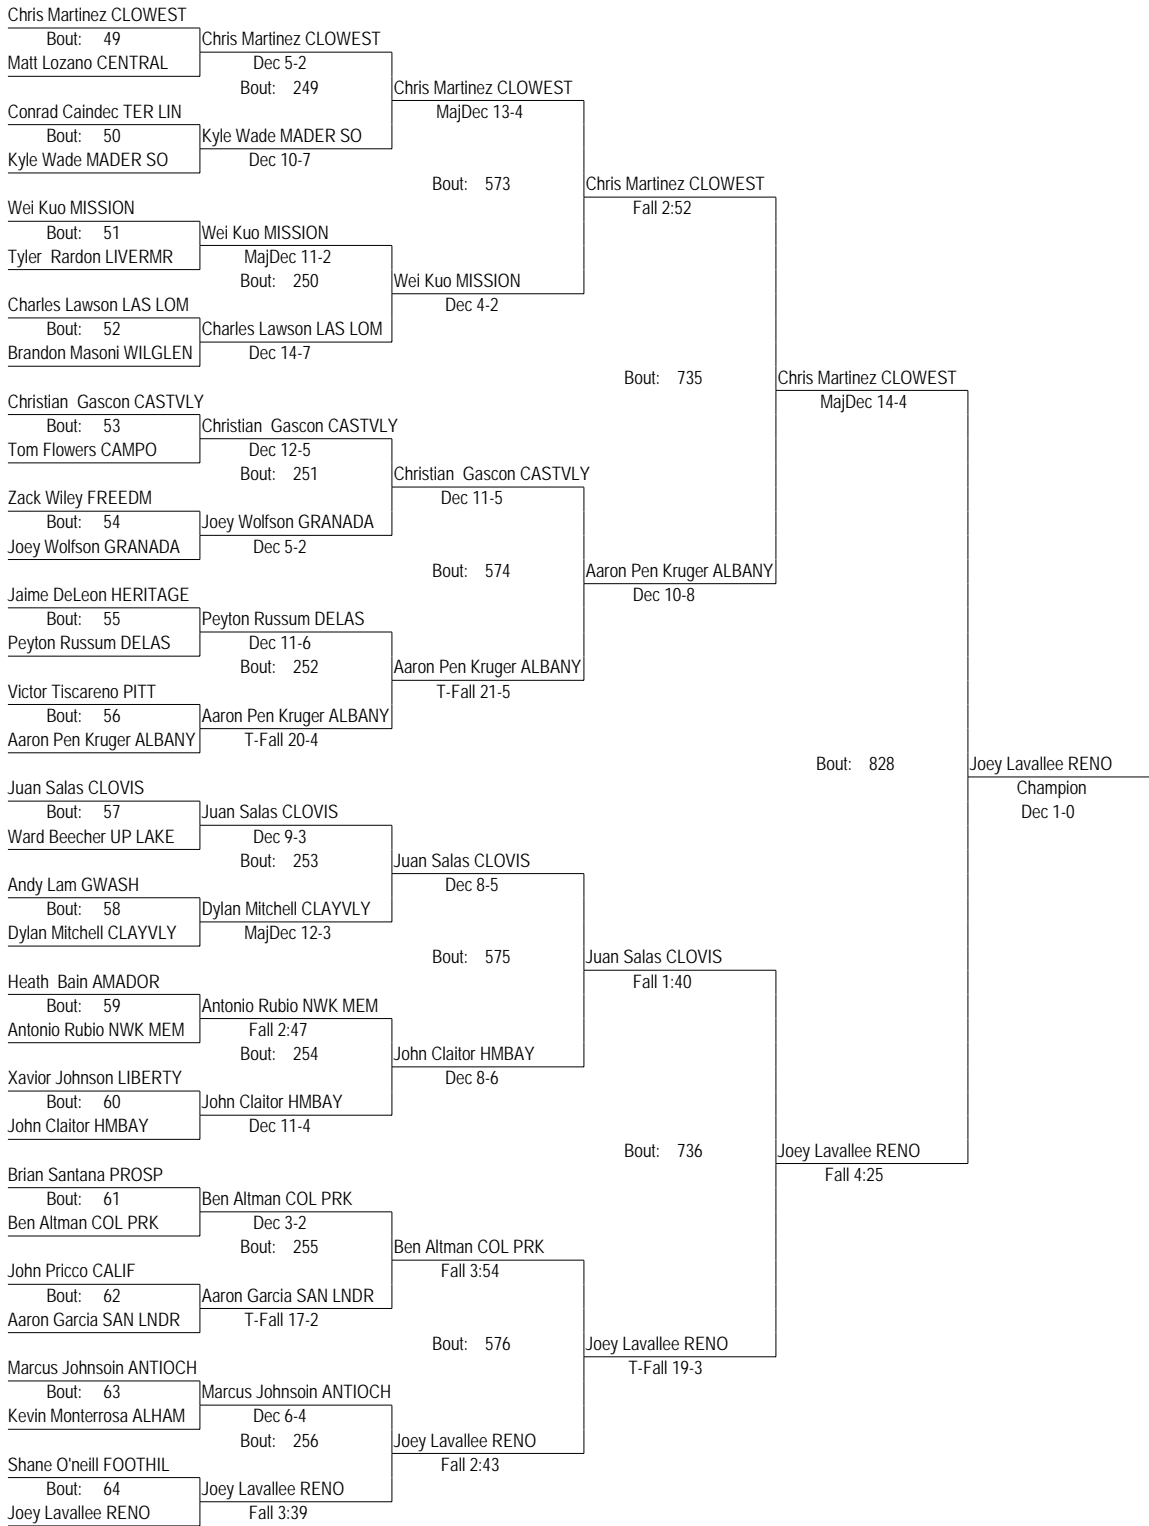 Chris Martinez CLOWEST
Bout: 49
Chris Martinez CLOWEST
Matt Lozano CENTRAL
Dec 5-2
Bout: 249
Chris Martinez CLOWEST
MajDec 13-4
Conrad Caindec TER LIN
Bout: 50
Kyle Wade MADER SO
Kyle Wade MADER SO
Dec 10-7
Bout: 573
Chris Martinez CLOWEST
Fall 2:52
Wei Kuo MISSION
Bout: 51
Wei Kuo MISSION
Tyler Rardon LIVERMR
MajDec 11-2
Bout: 250
Wei Kuo MISSION
Dec 4-2
Charles Lawson LAS LOM
Bout: 52
Charles Lawson LAS LOM
Brandon Masoni WILGLEN
Dec 14-7
Bout: 735
Chris Martinez CLOWEST
MajDec 14-4
Christian Gascon CASTVLY
Bout: 53
Christian Gascon CASTVLY
Tom Flowers CAMPO
Dec 12-5
Bout: 251
Christian Gascon CASTVLY
Dec 11-5
Zack Wiley FREEDM
Bout: 54
Joey Wolfson GRANADA
Joey Wolfson GRANADA
Dec 5-2
Bout: 574
Aaron Pen Kruger ALBANY
Dec 10-8
Jaime DeLeon HERITAGE
Bout: 55
Peyton Russum DELAS
Peyton Russum DELAS
Dec 11-6
Bout: 252
Aaron Pen Kruger ALBANY
T-Fall 21-5
Victor Tiscareno PITT
Bout: 56
Aaron Pen Kruger ALBANY
Aaron Pen Kruger ALBANY
T-Fall 20-4
Bout: 828
Joey Lavallee RENO
Champion
Dec 1-0
Juan Salas CLOVIS
Bout: 57
Juan Salas CLOVIS
Ward Beecher UP LAKE
Dec 9-3
Bout: 253
Juan Salas CLOVIS
Dec 8-5
Andy Lam GWASH
Bout: 58
Dylan Mitchell CLAYVLY
Dylan Mitchell CLAYVLY
MajDec 12-3
Bout: 575
Juan Salas CLOVIS
Fall 1:40
Heath Bain AMADOR
Bout: 59
Antonio Rubio NWK MEM
Antonio Rubio NWK MEM
Fall 2:47
Bout: 254
John Claitor HMBAY
Dec 8-6
Xavior Johnson LIBERTY
Bout: 60
John Claitor HMBAY
John Claitor HMBAY
Dec 11-4
Bout: 736
Joey Lavallee RENO
Fall 4:25
Brian Santana PROSP
Bout: 61
Ben Altman COL PRK
Ben Altman COL PRK
Dec 3-2
Bout: 255
Ben Altman COL PRK
Fall 3:54
John Pricco CALIF
Bout: 62
Aaron Garcia SAN LNDR
Aaron Garcia SAN LNDR
T-Fall 17-2
Bout: 576
Joey Lavallee RENO
T-Fall 19-3
Marcus Johnsoin ANTIOCH
Bout: 63
Marcus Johnsoin ANTIOCH
Kevin Monterrosa ALHAM
Dec 6-4
Bout: 256
Joey Lavallee RENO
Fall 2:43
Shane O'neill FOOTHIL
Bout: 64
Joey Lavallee RENO
Joey Lavallee RENO
Fall 3:39